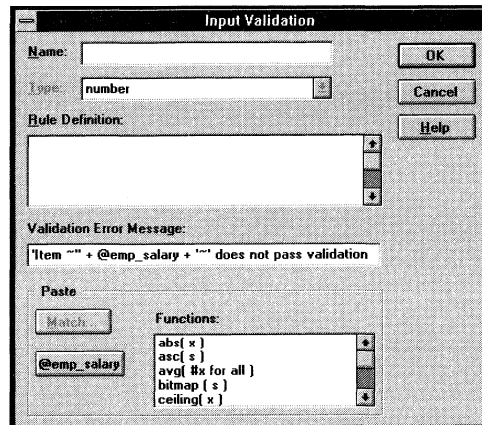 Input Validation
Name:
OK
Type: number
Cancel
Rule Definition:
Help
Validation Error Message:
'Item ~'' + @emp_salary + '~' does not pass validation
Paste
Match...
Functions:
@emp_salary
abs( x )
asc( s )
avg( #x for all )
bitmap ( s )
ceiling( x )